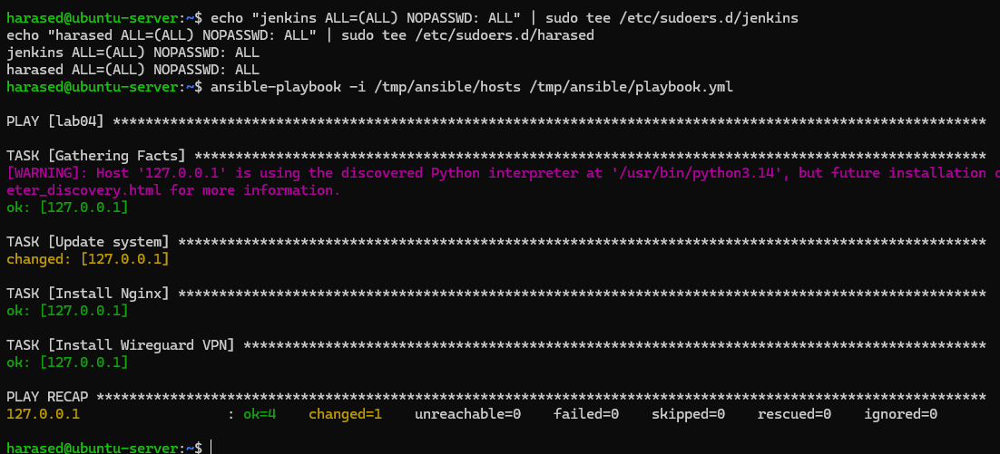 harased@ubuntu-server:~$ echo "jenkins ALL=(ALL) NOPASSWD: ALL" | sudo tee /etc/sudoers.d/jenkins
echo "harased ALL=(ALL) NOPASSWD: ALL" | sudo tee /etc/sudoers.d/harased
jenkins ALL=(ALL) NOPASSWD: ALL
harased ALL=(ALL) NOPASSWD: ALL
harased@ubuntu-server:~$ ansible-playbook -i /tmp/ansible/hosts /tmp/ansible/playbook.yml
PLAY [lab04] ***********************************************************************************************************
TASK [Gathering Facts] *************************************************************************************************
[WARNING]: Host '127.0.0.1' is using the discovered Python interpreter at '/usr/bin/python3.14', but future installation o
eter_discovery.html for more information.
ok: [127.0.0.1]
TASK [Update system] ***************************************************************************************************
changed: [127.0.0.1]
TASK [Install Nginx] ***************************************************************************************************
ok: [127.0.0.1]
TASK [Install Wireguard VPN] *******************************************************************************************
ok: [127.0.0.1]
PLAY RECAP *************************************************************************************************************
127.0.0.1                  : ok=4    changed=1    unreachable=0    failed=0    skipped=0    rescued=0    ignored=0
harased@ubuntu-server:~$